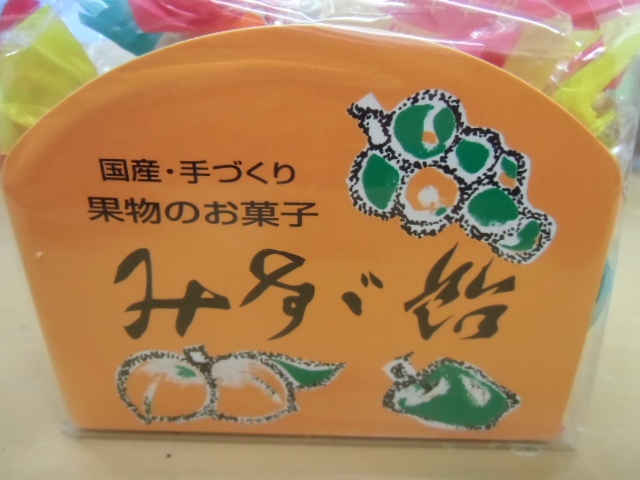 国産・手づくり
果物のお菓子
みすゞ飴